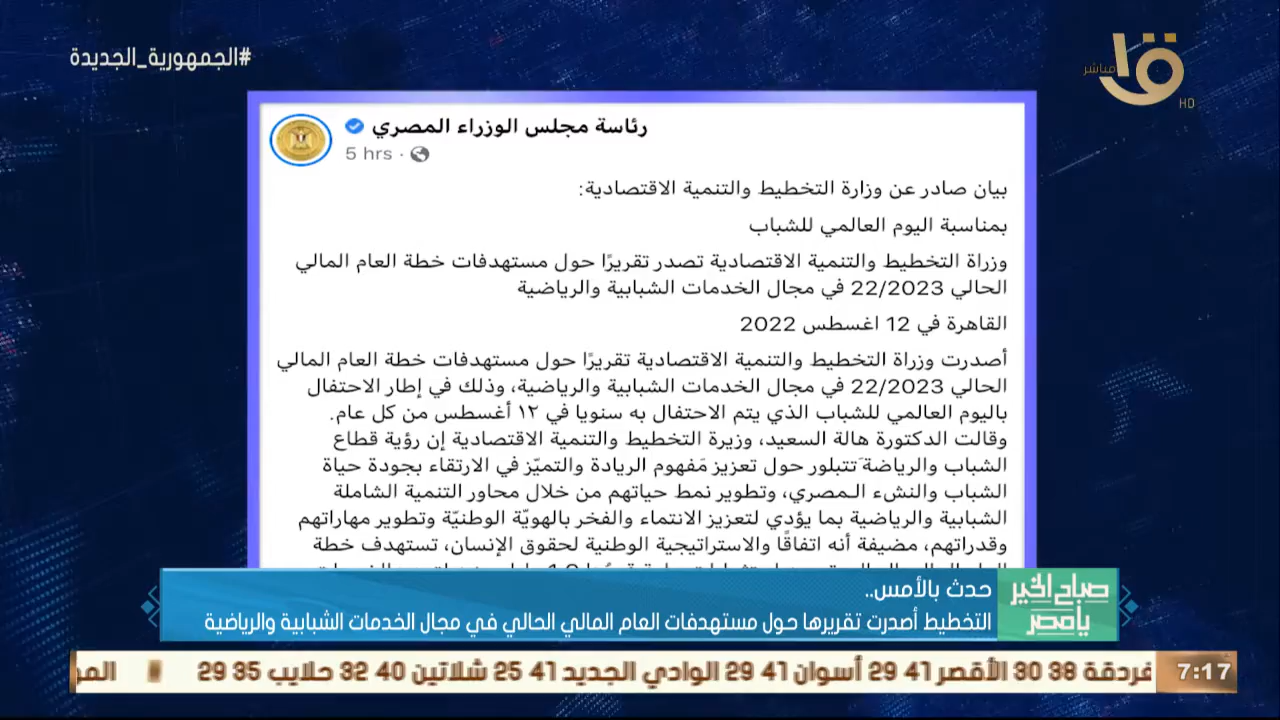 #الجمهورية_الجديدة
مباشر
HD
رئاسة مجلس الوزراء المصري
5 hrs ·
بيان صادر عن وزارة التخطيط والتنمية الاقتصادية:
بمناسبة اليوم العالمي للشباب
وزراة التخطيط والتنمية الاقتصادية تصدر تقريرًا حول مستهدفات خطة العام المالي
الحالي 22/2023 في مجال الخدمات الشبابية والرياضية
القاهرة في 12 اغسطس 2022
أصدرت وزراة التخطيط والتنمية الاقتصادية تقريرًا حول مستهدفات خطة العام المالي
الحالي 22/2023 في مجال الخدمات الشبابية والرياضية، وذلك في إطار الاحتفال
باليوم العالمي للشباب الذي يتم الاحتفال به سنويا في ١٢ أغسطس من كل عام.
وقالت الدكتورة هالة السعيد، وزيرة التخطيط والتنمية الاقتصادية إن رؤية قطاع
الشباب والرياضة َتتبلور حول تعزيز مَفهوم الريادة والتميّز في الارتقاء بجودة حياة
الشباب والنشء الـمصري، وتطوير نمط حياتهم من خلال محاور التنمية الشاملة
الشبابية والرياضية بما يؤدي لتعزيز الانتماء والفخر بالهويّة الوطنيّة وتطوير مهاراتهم
وقدراتهم، مضيفة أنه اتفاقًا والاستراتيجية الوطنية لحقوق الإنسان، تستهدف خطة
صباح الخير يا مصر
حدث بالأمس..
التخطيط أصدرت تقريرها حول مستهدفات العام المالي الحالي في مجال الخدمات الشبابية والرياضية
7:17
غردقة 38 30 الأقصر 41 29 أسوان 41 29 الوادي الجديد 41 25 شلاتين 40 32 حلايب 35 29